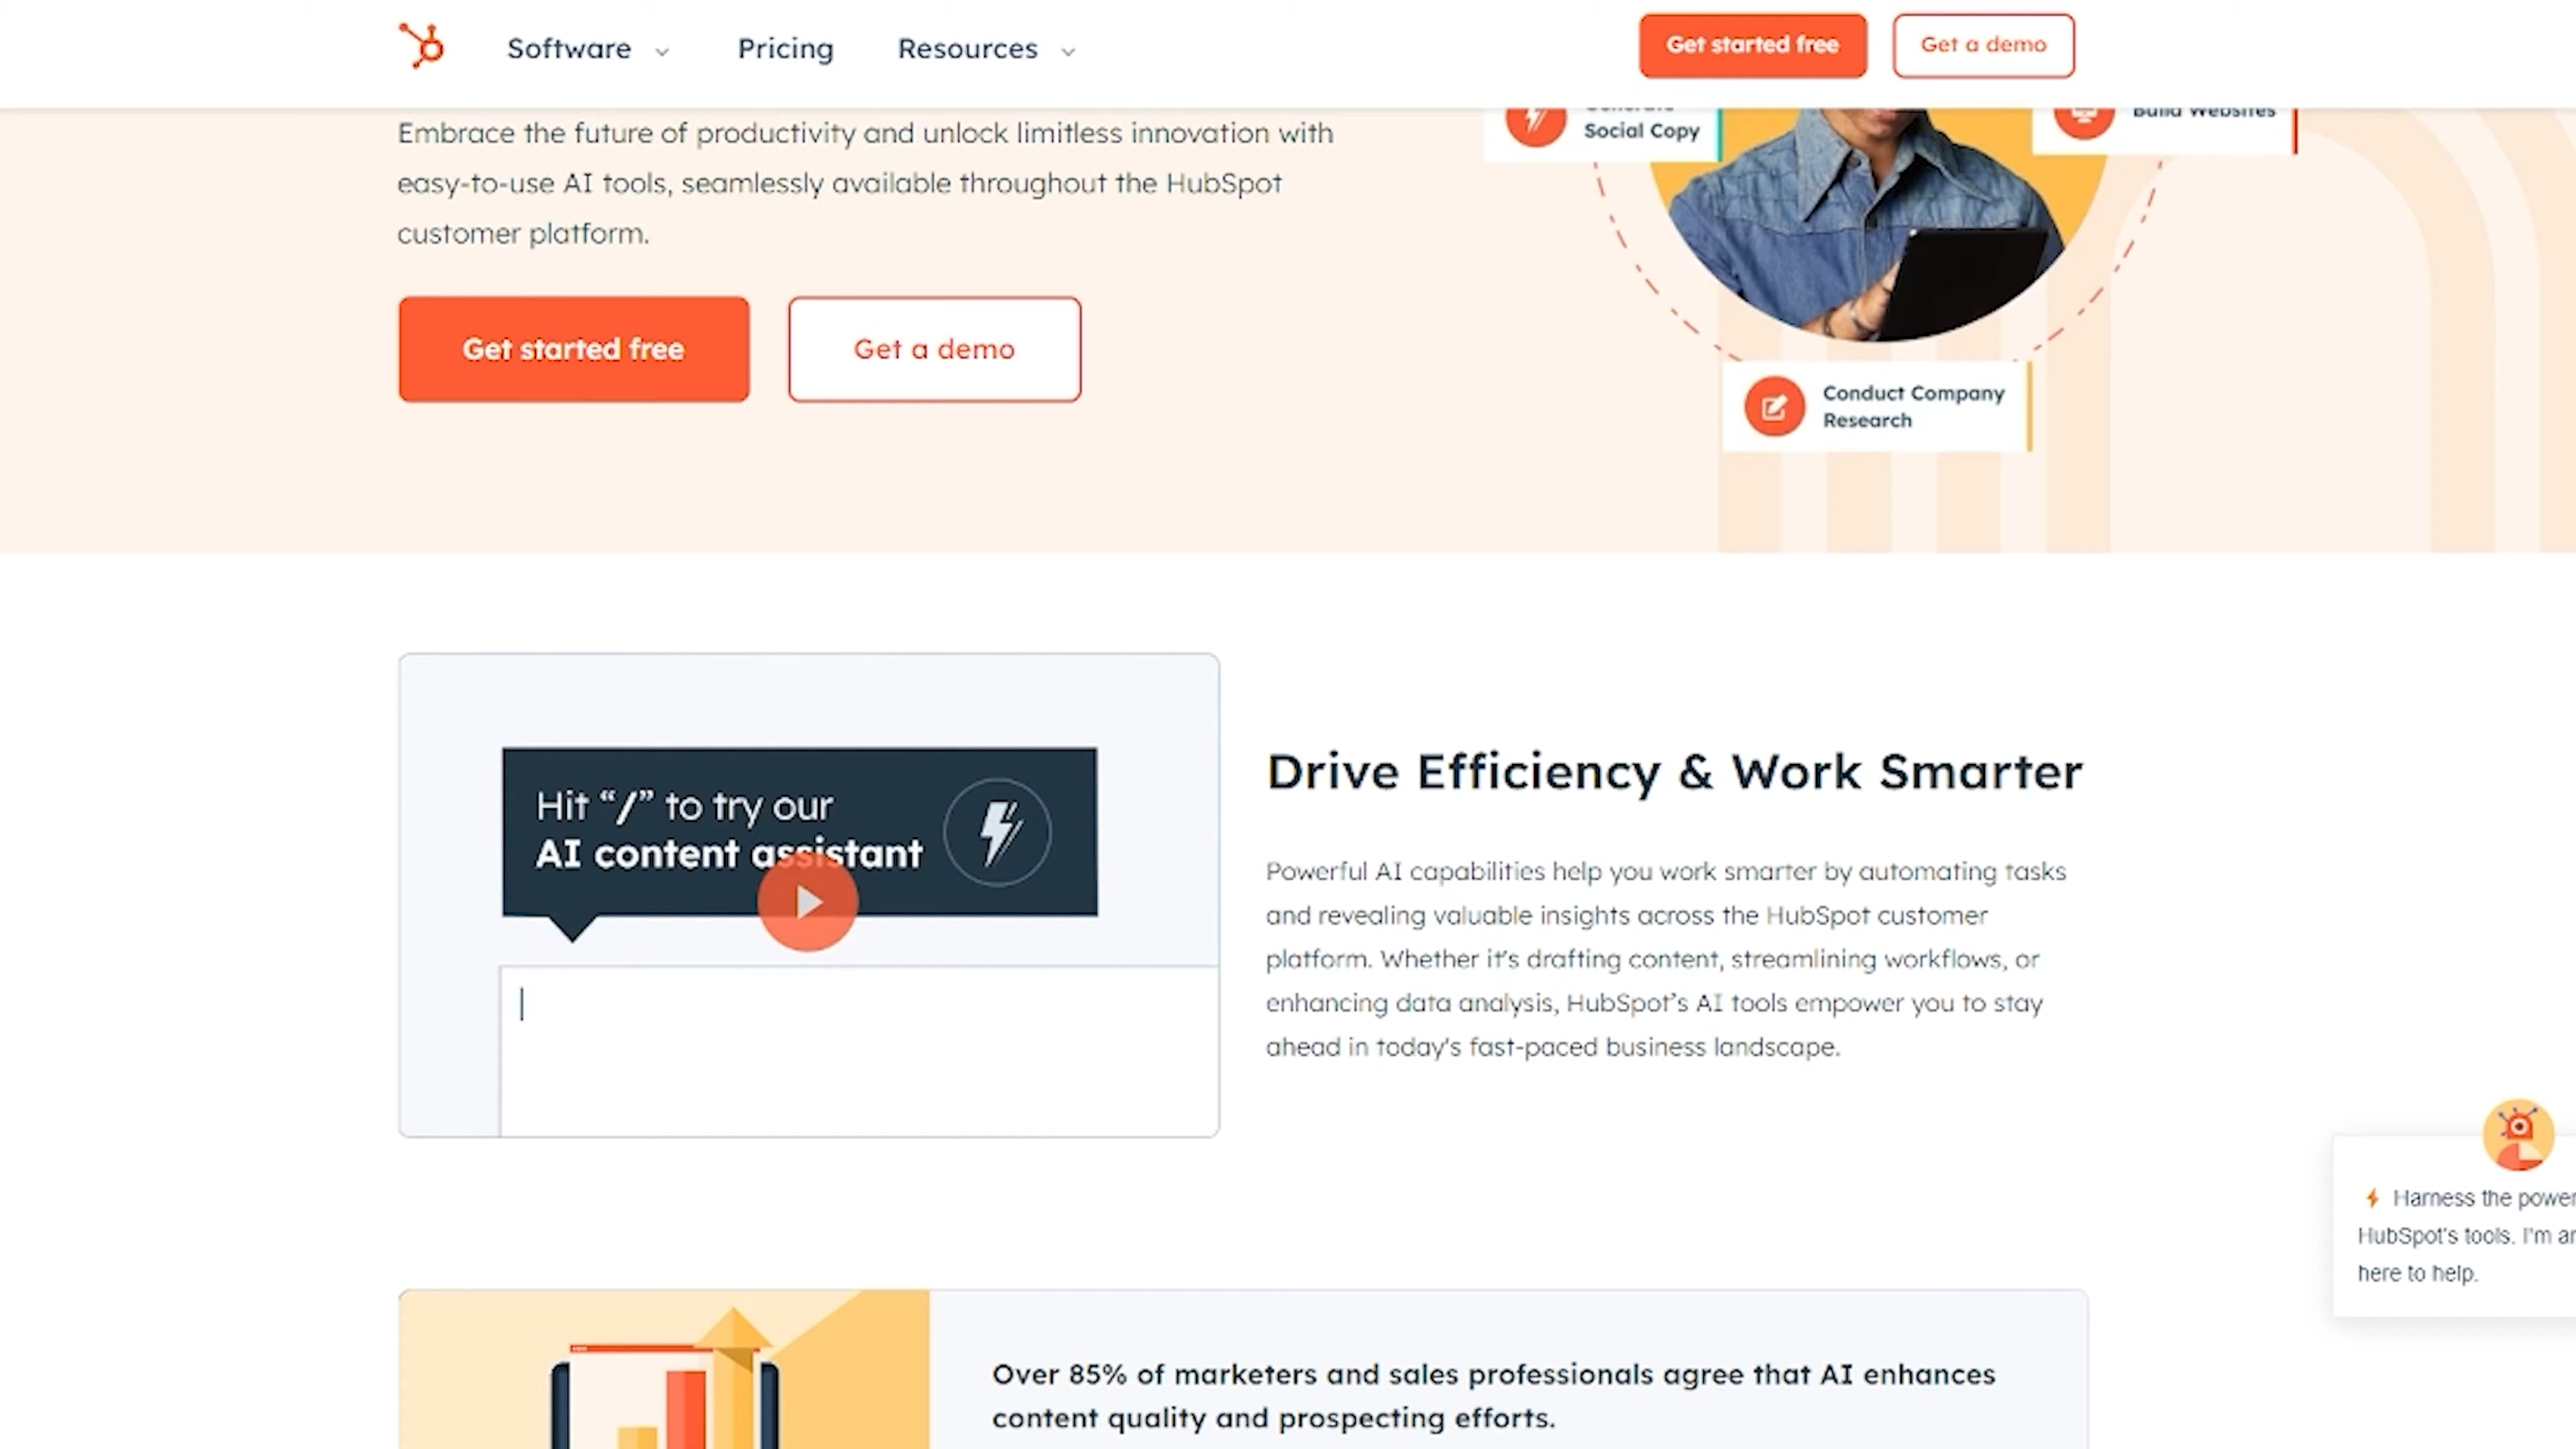 Software
Pricing
Resources
Get started free
Get a demo
Embrace the future of productivity and unlock limitless innovation with
easy-to-use AI tools, seamlessly available throughout the HubSpot
customer platform.
Get started free
Get a demo
Social Copy
Build Websites
Conduct Company
Research
Hit “/” to try our
AI content assistant
Drive Efficiency & Work Smarter
Powerful AI capabilities help you work smarter by automating tasks
and revealing valuable insights across the HubSpot customer
platform. Whether it's drafting content, streamlining workflows, or
enhancing data analysis, HubSpot’s AI tools empower you to stay
ahead in today's fast-paced business landscape.
Harness the power
HubSpot's tools. I'm
here to help.
Over 85% of marketers and sales professionals agree that AI enhances
content quality and prospecting efforts.